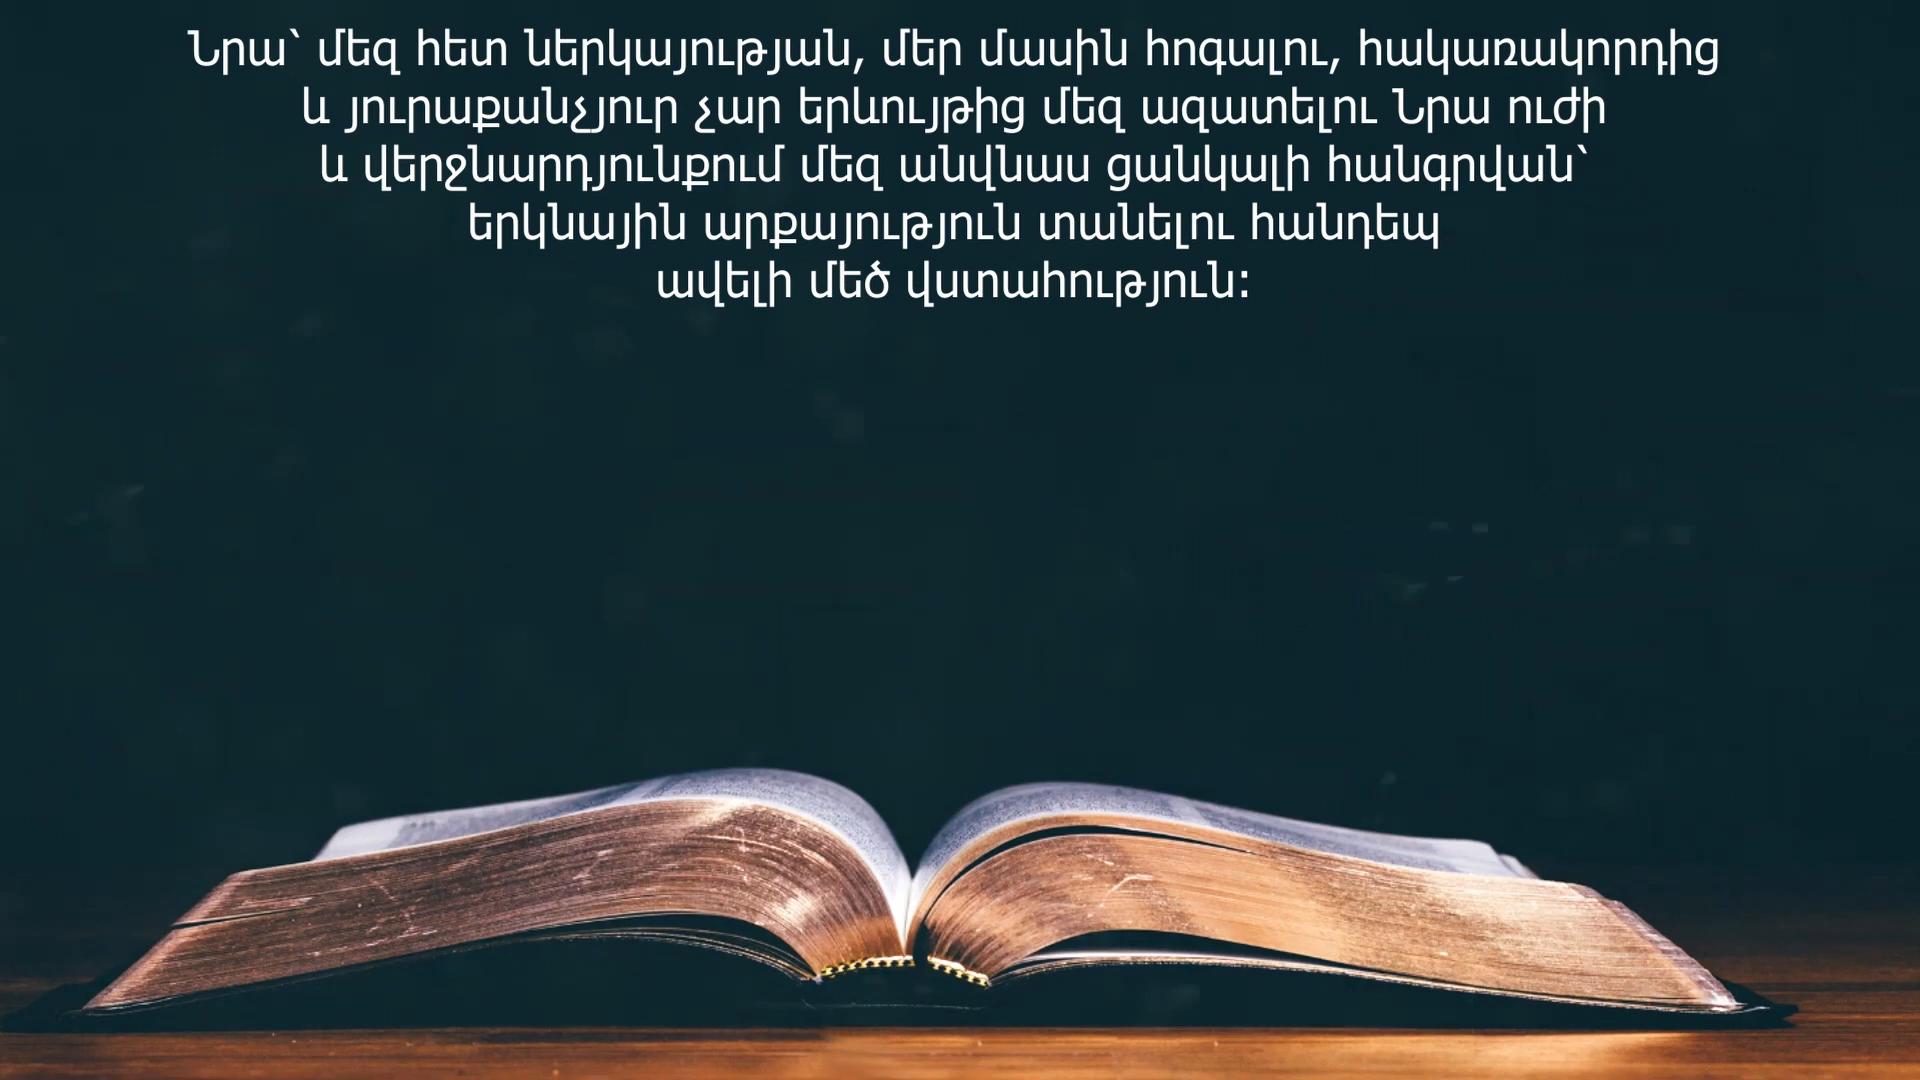 Նրա՝ մեզ հետ ներկայության, մեր մասին հոգալու, հակառակորդից
և յուրաքանչյուր չար երևույթից մեզ ազատելու Նրա ուժի
և վերջնարդյունքում մեզ անվնաս ցանկալի հանգրվան՝
երկնային արքայություն տանելու հանդեպ
ավելի մեծ վստահություն: